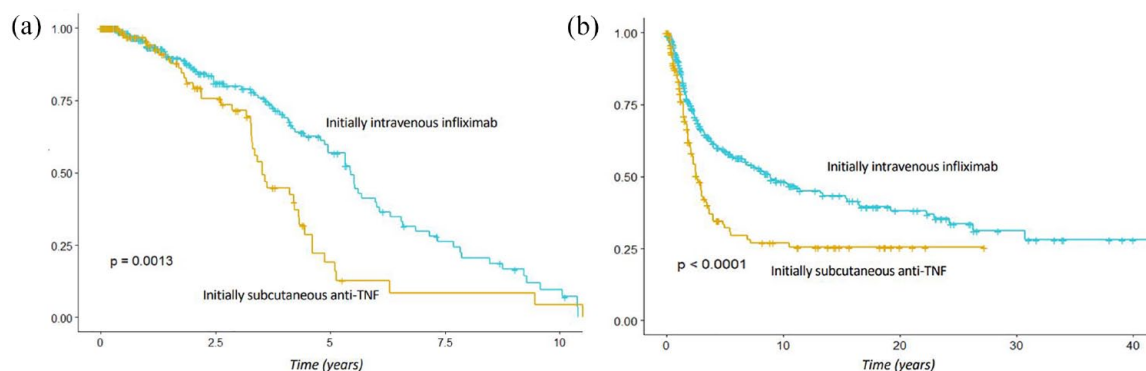 (a)
1.00
0.75
0.50
0.25
0.00
Initially intravenous infliximab
p = 0.0013
Initially subcutaneous anti-TNF
0 2.5 5 7.5 10
Time (years)
(b)
1.00
0.75
0.50
0.25
0.00
Initially intravenous infliximab
p < 0.0001
Initially subcutaneous anti-TNF
0 10 20 30 40
Time (years)